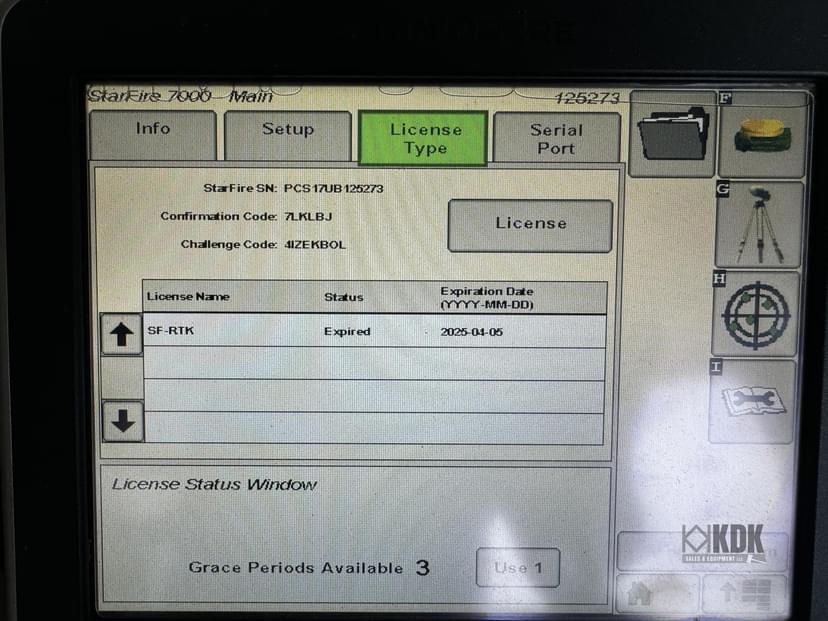 StarFire 7000 Main
125273
F
Info
Setup
License
Type
Serial
Port
G
StarFire SN: PCS17UB125273
Confirmation Code: 7LKLBJ
License
Challenge Code: 4IZEKBOL
H
License Name
Status
Expiration Date
(YYYY-MM-DD)
SF-RTK
Expired
2025-04-05
I
License Status Window
Grace Periods Available 3
Use 1
KDK
SALES & EQUIPMENT LLC